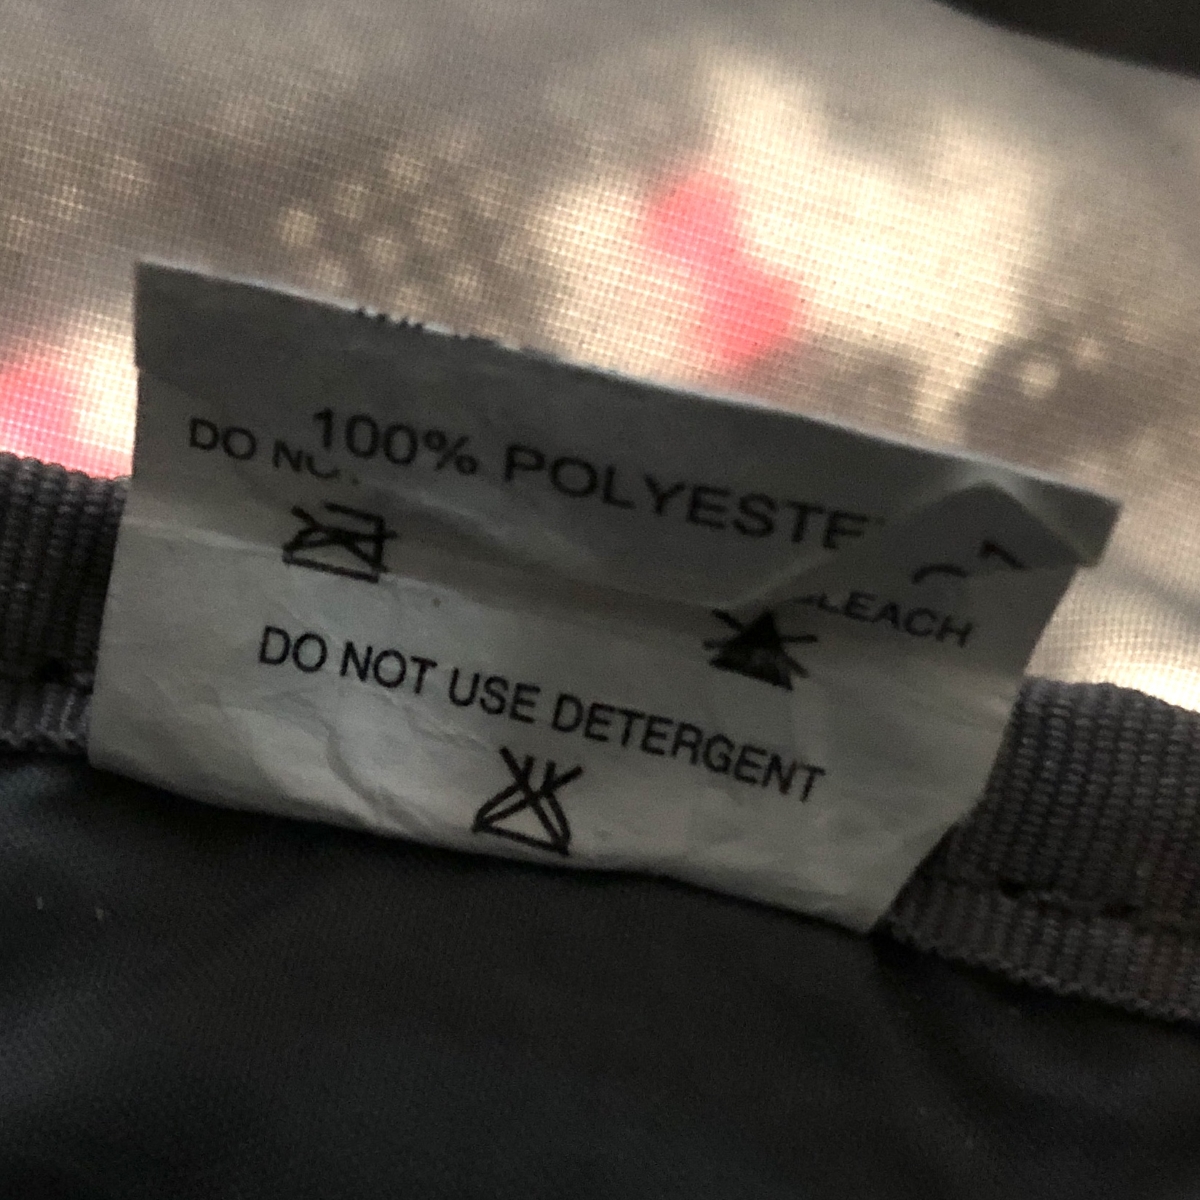 100% POLYESTE
DO NO
LEACH
DO NOT USE DETERGENT